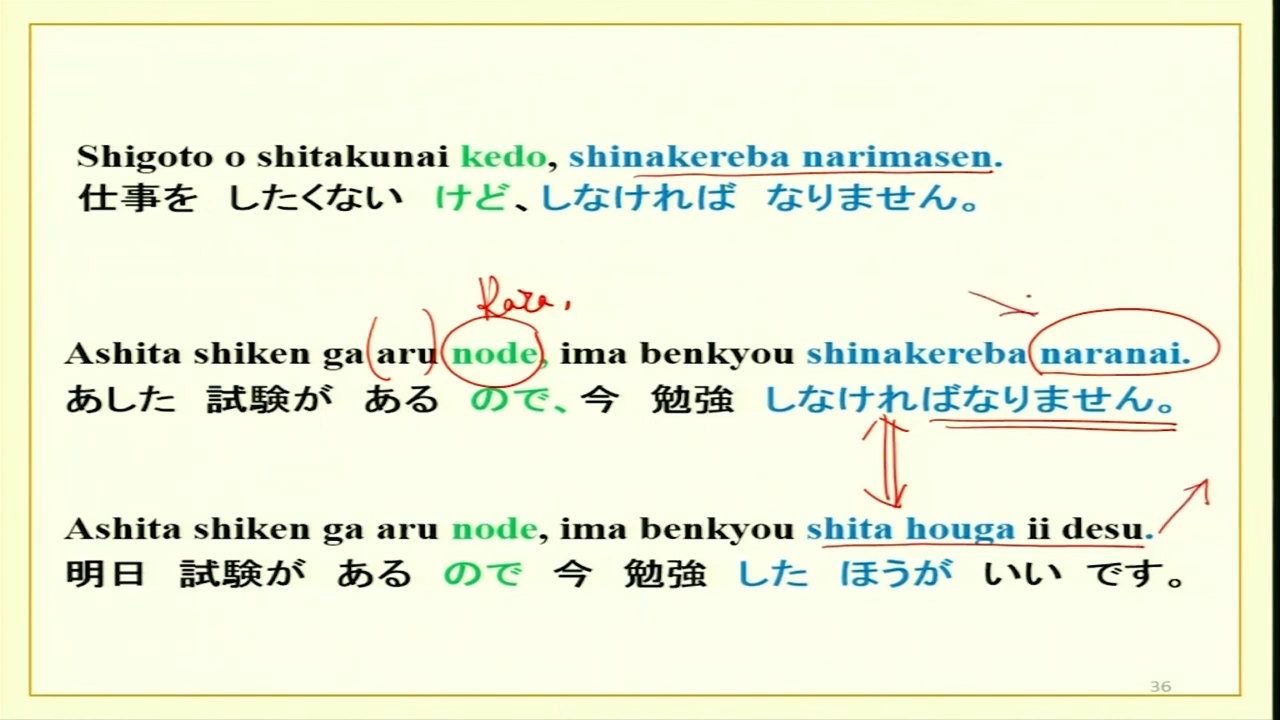 Shigoto o shitakunai kedo, shinakereba narimasen.
仕事を したくない けど、しなければ なりません。
Kara,
Ashita shiken ga aru node, ima benkyou shinakereba naranai.
あした 試験が ある ので、今 勉強 しなければなりません。
Ashita shiken ga aru node, ima benkyou shita houga ii desu.
明日 試験が ある ので 今 勉強 した ほうが いい です。
36